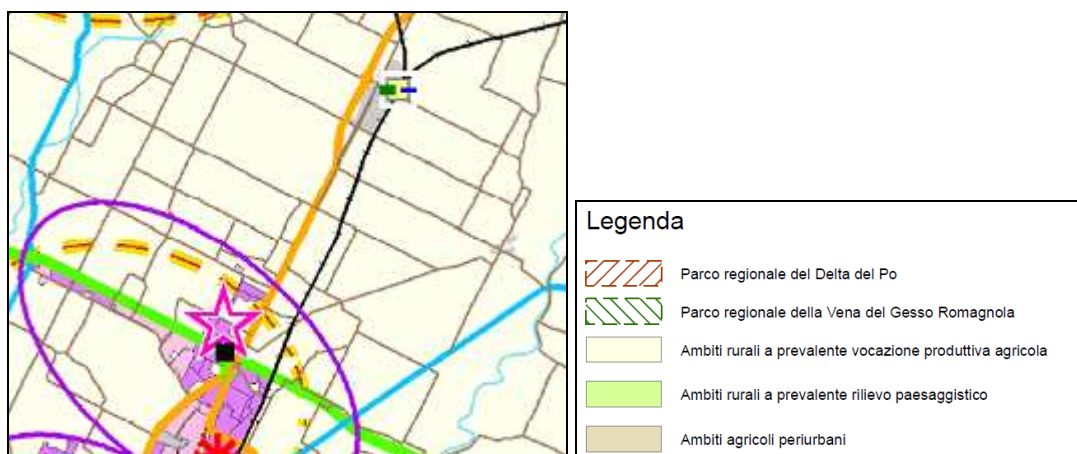 Legenda
Parco regionale del Delta del Po
Parco regionale della Vena del Gesso Romagnola
Ambiti rurali a prevalente vocazione produttiva agricola
Ambiti rurali a prevalente rilievo paesaggistico
Ambiti agricoli periurbani